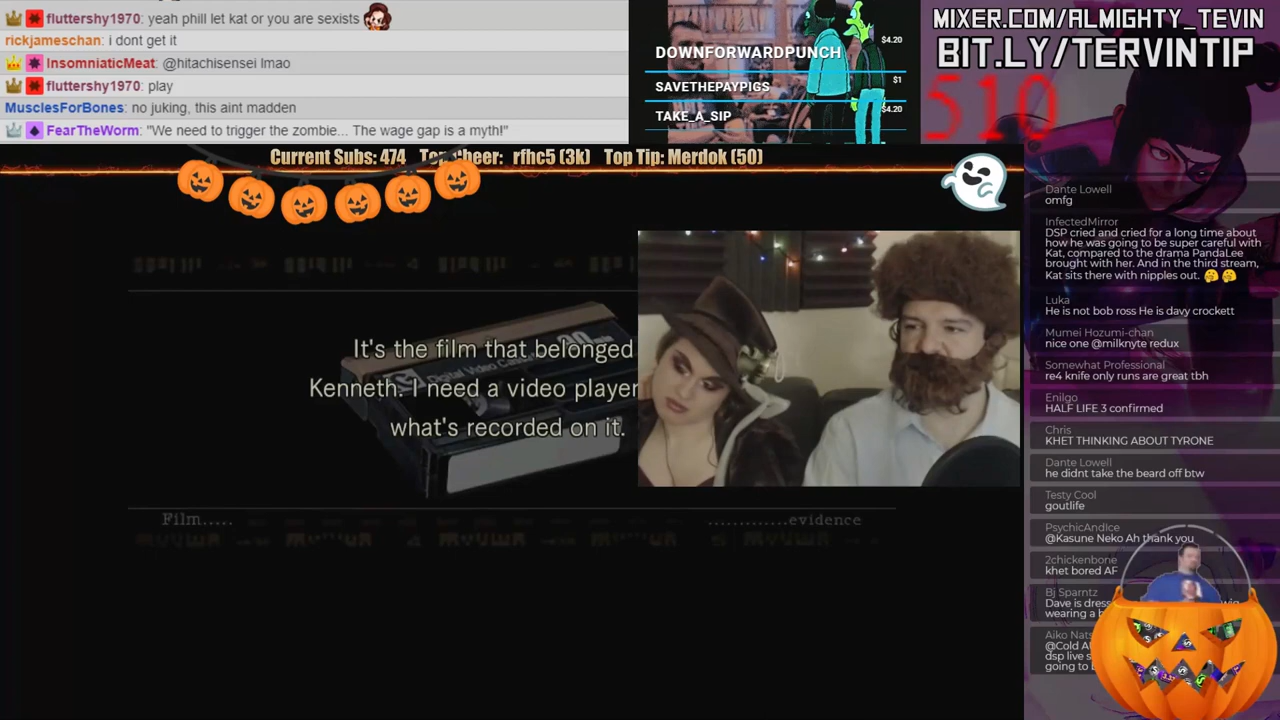 fluttershy1970: yeah phill let kat or you are sexists
rickjameschan: i dont get it
InsomniaticMeat: @hitachisensei lmao
fluttershy1970: play
MusclesForBones: no juking, this aint madden
FearTheWorm: "We need to trigger the zombie... The wage gap is a myth!"
$4.20
DOWNFORWARDPUNCH
$1
SAVETHEPAYPIGS
$4.20
TAKE_A_SIP
MIXER.COM/ALMIGHTY_TEVIN
BIT.LY/TERVINTIP
510
Current Subs: 474 Top Cheer: rfhc5 (3k) Top Tip: Merdok (50)
It's the film that belonged
Kenneth. I need a video player
what's recorded on it.
Digital Video
Film..... .............evidence
Dante Lowell
omfg
InfectedMirror
DSP cried and cried for a long time about
how he was going to be super careful with
Kat, compared to the drama PandaLee
brought with her. And in the third stream,
Kat sits there with nipples out.
Luka
He is not bob ross He is davy crockett
Mumei Hozumi-chan
nice one @milknyte redux
Somewhat Professional
re4 knife only runs are great tbh
Enilgo
HALF LIFE 3 confirmed
Chris
KHET THINKING ABOUT TYRONE
Dante Lowell
he didnt take the beard off btw
Testy Cool
goutlife
PsychicAndIce
@Kasune Neko Ah thank you
2chickenbone
khet bored AF
Bj Sparntz
Dave is dress
wearing a b
Aiko Nats
@Cold A
dsp live s
going to